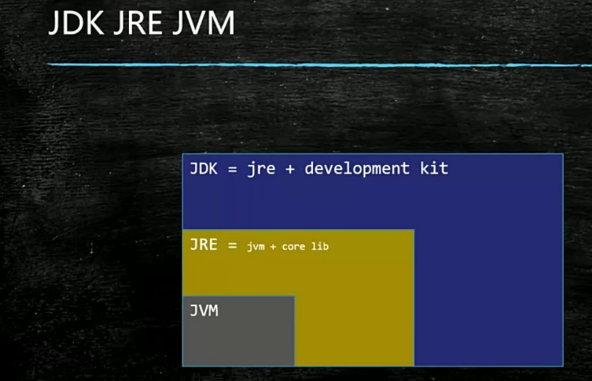 JDK JRE JVM
JDK = jre + development kit
JRE = jvm + core lib
JVM